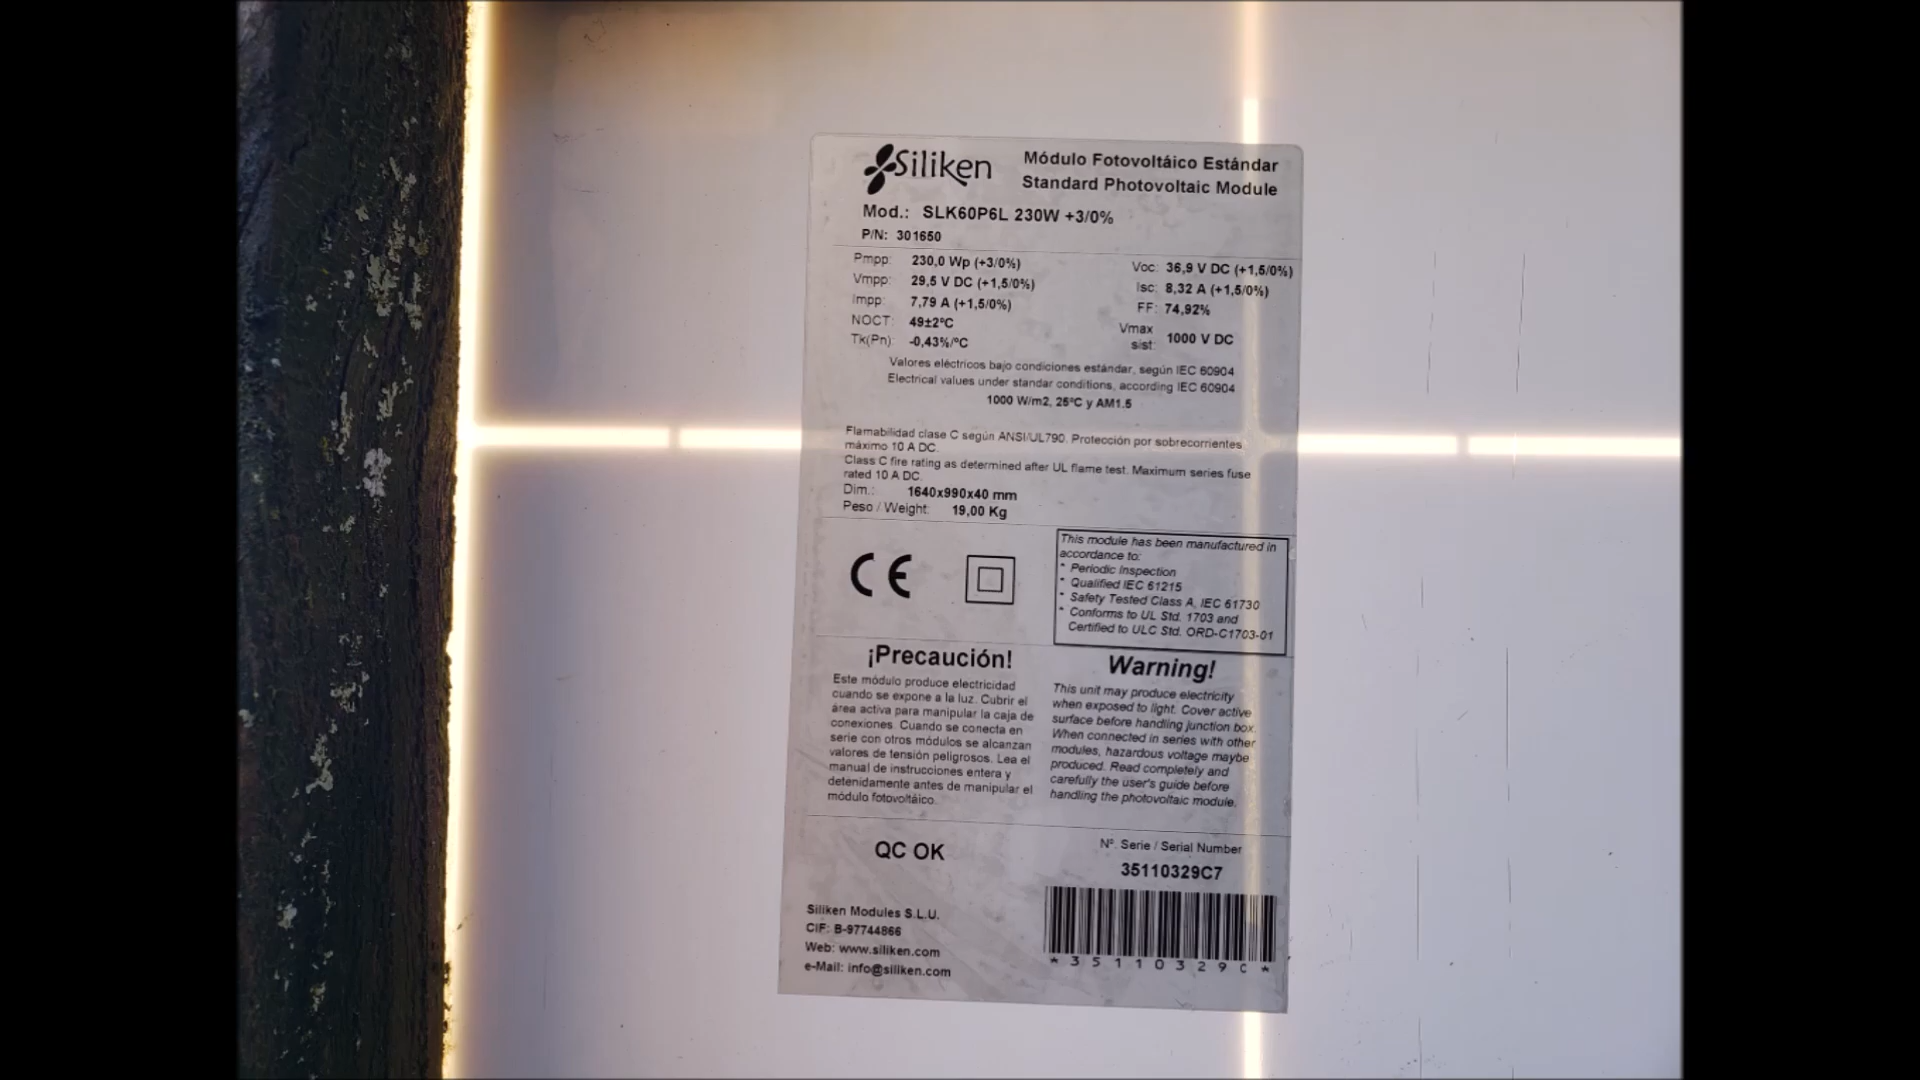 Siliken
Módulo Fotovoltáico Estándar
Standard Photovoltaic Module
Mod.: SLK60P6L 230W +3/0%
P/N: 301650
Pmpp: 230,0 Wp (+3/0%)
Vmpp: 29,5 V DC (+1,5/0%)
Impp: 7,79 A (+1,5/0%)
NOCT: 49±2ºC
Tk(Pn): -0,43%/ºC
Voc: 36,9 V DC (+1,5/0%)
Isc: 8,32 A (+1,5/0%)
FF: 74,92%
Vmax
sist: 1000 V DC
Valores eléctricos bajo condiciones estándar, según IEC 60904
Electrical values under standar conditions, according IEC 60904
1000 W/m2, 25ºC y AM1.5
Flamabilidad clase C según ANSI/UL790. Protección por sobrecorrientes
máximo 10 A DC.
Class C fire rating as determined after UL flame test. Maximum series fuse
rated 10 A DC.
Dim.: 1640x990x40 mm
Peso / Weight: 19,00 Kg
CE
This module has been manufactured in
accordance to:
* Periodic Inspection
* Qualified IEC 61215
* Safety Tested Class A, IEC 61730
* Conforms to UL Std. 1703 and
Certified to ULC Std. ORD-C1703-01
¡Precaución!
Este módulo produce electricidad
cuando se expone a la luz. Cubrir el
área activa para manipular la caja de
conexiones. Cuando se conecta en
serie con otros módulos se alcanzan
valores de tensión peligrosos. Lea el
manual de instrucciones entera y
detenidamente antes de manipular el
módulo fotovoltáico.
Warning!
This unit may produce electricity
when exposed to light. Cover active
surface before handling junction box.
When connected in series with other
modules, hazardous voltage maybe
produced. Read completely and
carefully the user's guide before
handling the photovoltaic module.
QC OK
Nº. Serie / Serial Number
35110329C7
*35110329C*
Siliken Modules S.L.U.
CIF: B-97744866
Web: www.siliken.com
e-Mail: info@siliken.com